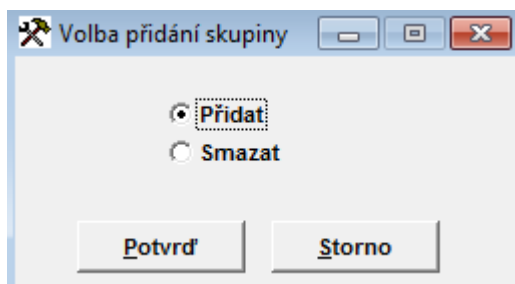 Volba přidání skupiny
Přidat
Smazat
Potvrď
Storno